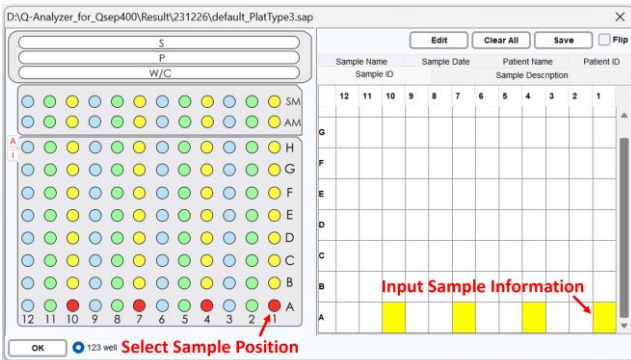 D:\Q-Analyzer_for_Qsep400\Result\231226\default_PlatType3.sap
S
P
W/C
SM
AM
A
I
H
G
F
E
D
C
B
A
12 11 10 9 8 7 6 5 4 3 2 1
OK
123 well
Select Sample Position
Edit Clear All Save Flip
Sample Name Sample Date Patient Name Patient ID
Sample ID Sample Description
12 11 10 9 8 7 6 5 4 3 2 1
G
F
E
D
C
B
Input Sample Information
A